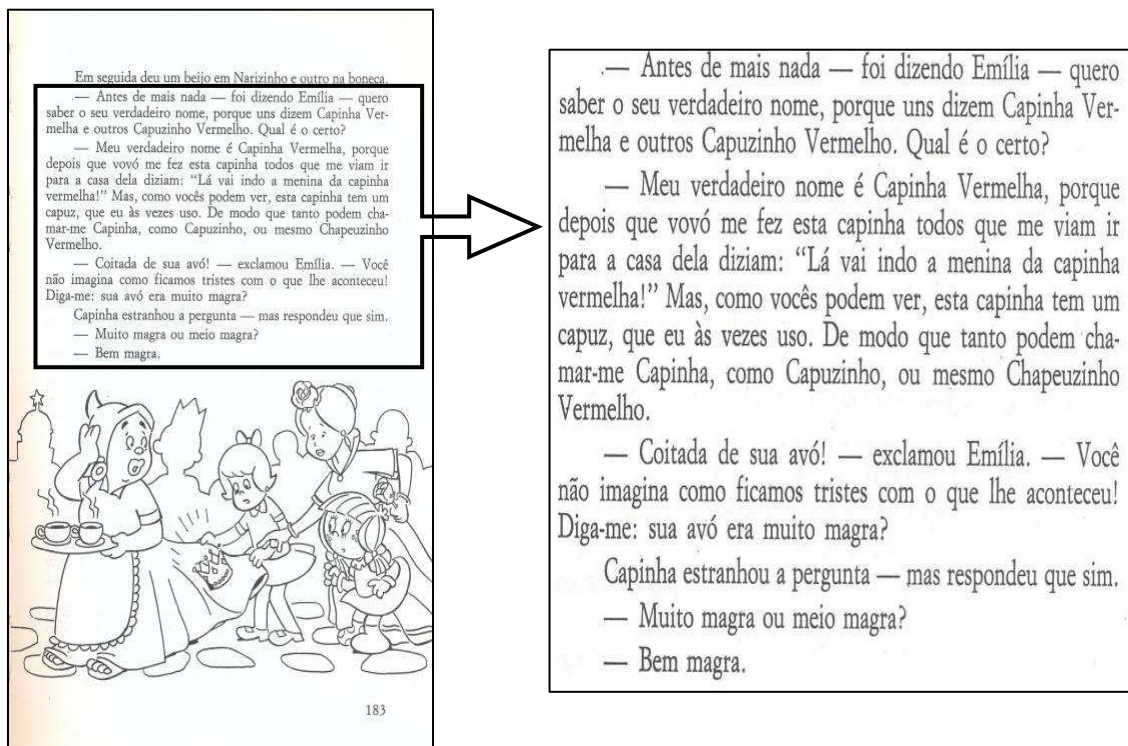 Em seguida deu um beijo em Narizinho e outro na boneca.
— Antes de mais nada — foi dizendo Emília — quero
saber o seu verdadeiro nome, porque uns dizem Capinha Ver-
melha e outros Capuzinho Vermelho. Qual é o certo?
— Meu verdadeiro nome é Capinha Vermelha, porque
depois que vovó me fez esta capinha todos que me viam ir
para a casa dela diziam: “Lá vai indo a menina da capinha
vermelha!” Mas, como vocês podem ver, esta capinha tem um
capuz, que eu às vezes uso. De modo que tanto podem cha-
mar-me Capinha, como Capuzinho, ou mesmo Chapeuzinho
Vermelho.
— Coitada de sua avó! — exclamou Emília. — Você
não imagina como ficamos tristes com o que lhe aconteceu!
Diga-me: sua avó era muito magra?
Capinha estranhou a pergunta — mas respondeu que sim.
— Muito magra ou meio magra?
— Bem magra.
183
— Antes de mais nada — foi dizendo Emília — quero
saber o seu verdadeiro nome, porque uns dizem Capinha Ver-
melha e outros Capuzinho Vermelho. Qual é o certo?
— Meu verdadeiro nome é Capinha Vermelha, porque
depois que vovó me fez esta capinha todos que me viam ir
para a casa dela diziam: “Lá vai indo a menina da capinha
vermelha!” Mas, como vocês podem ver, esta capinha tem um
capuz, que eu às vezes uso. De modo que tanto podem cha-
mar-me Capinha, como Capuzinho, ou mesmo Chapeuzinho
Vermelho.
— Coitada de sua avó! — exclamou Emília. — Você
não imagina como ficamos tristes com o que lhe aconteceu!
Diga-me: sua avó era muito magra?
Capinha estranhou a pergunta — mas respondeu que sim.
— Muito magra ou meio magra?
— Bem magra.